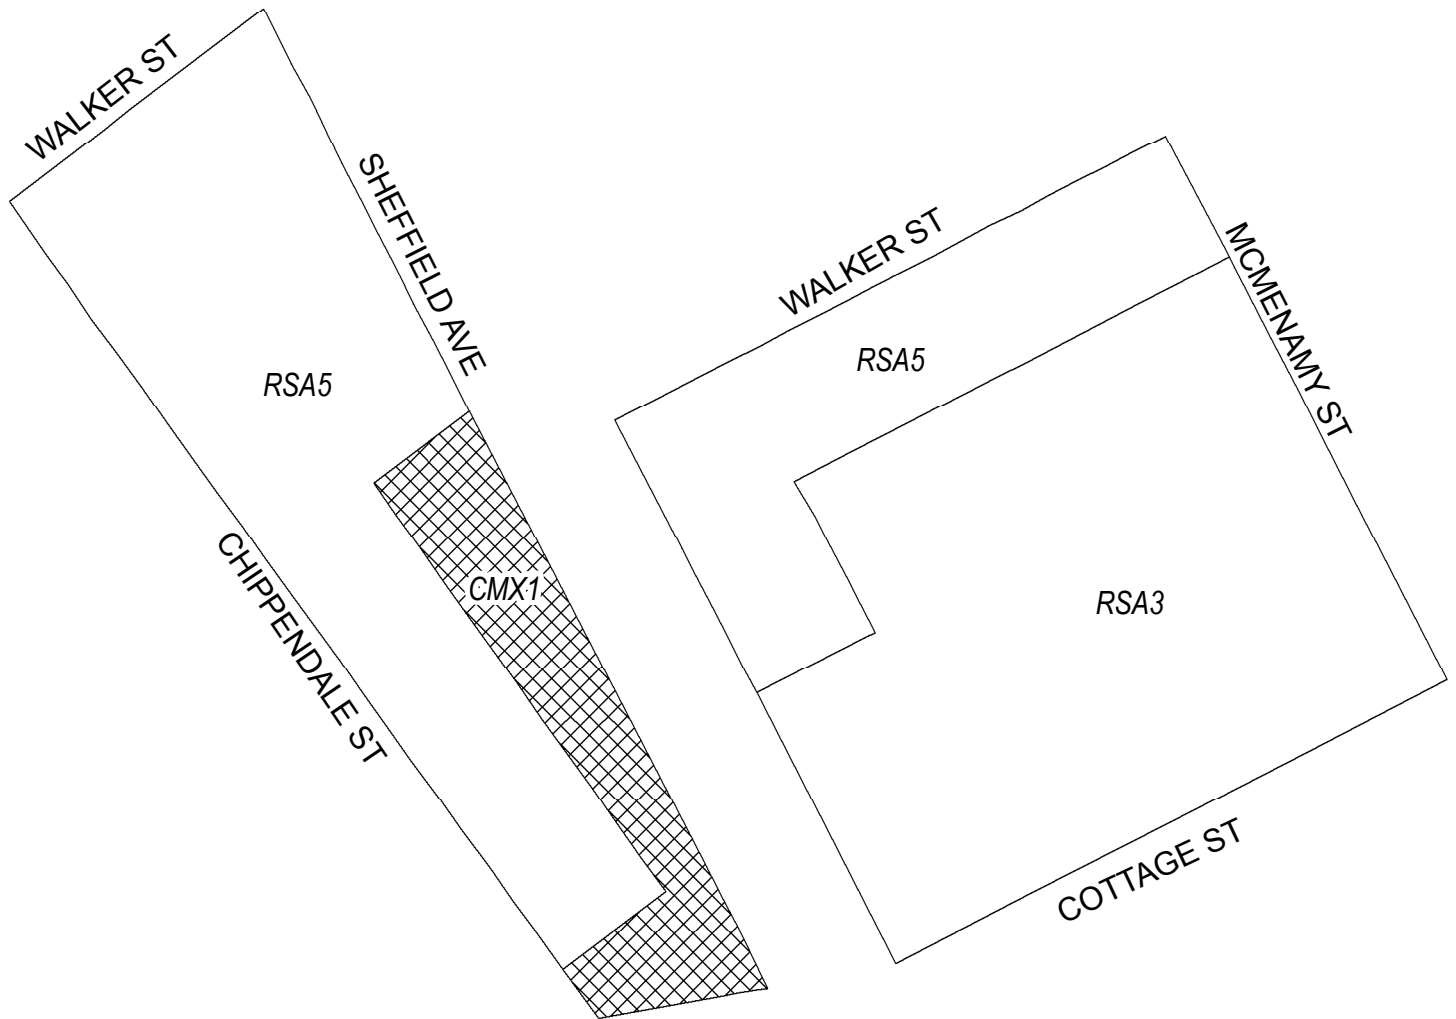 WALKER ST
SHEFFIELD AVE
WALKER ST
MCMENAMY ST
RSA5
RSA5
CMX1
RSA3
CHIPPENDALE ST
COTTAGE ST